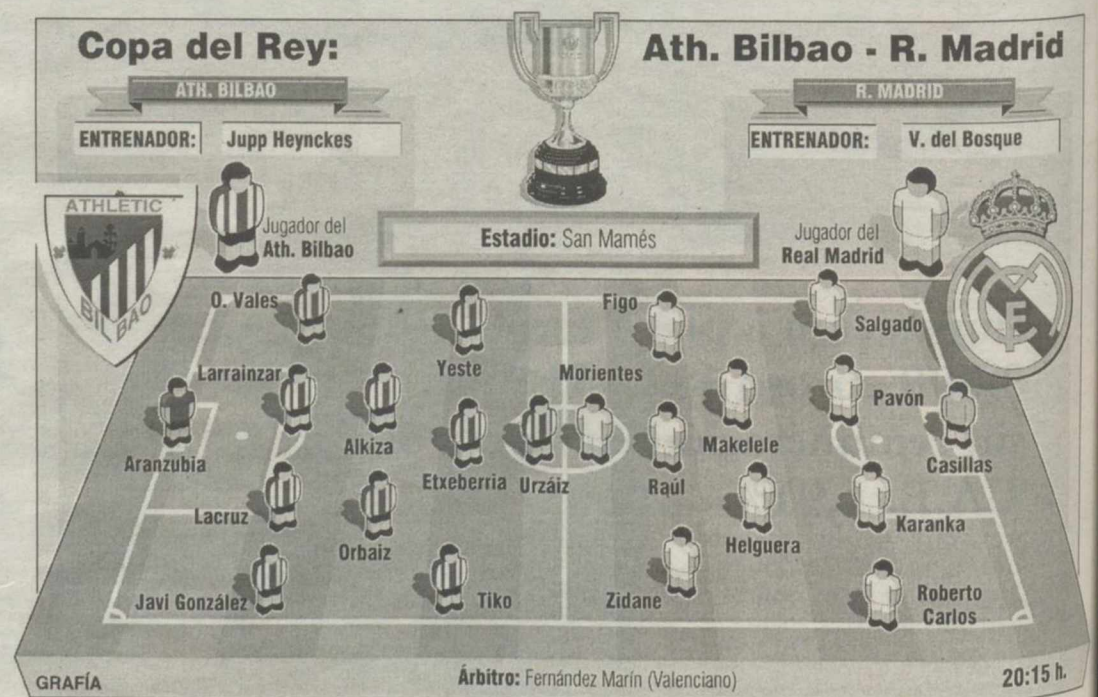 Copa del Rey:
Ath. Bilbao - R. Madrid
ATH. BILBAO
R. MADRID
ENTRENADOR: Jupp Heynckes
ENTRENADOR: V. del Bosque
ATHLETIC
BILBAO
Jugador del
Ath. Bilbao
Estadio: San Mamés
Jugador del
Real Madrid
O. Vales
Figo
Salgado
Yeste
Larrainzar
Morientes
Pavón
Alkiza
Makelele
Aranzubia
Casillas
Etxeberria
Urzáiz
Raúl
Lacruz
Karanka
Orbaiz
Helguera
Javi González
Tiko
Zidane
Roberto
Carlos
GRAFÍA
Árbitro: Fernández Marín (Valenciano)
20:15 h.